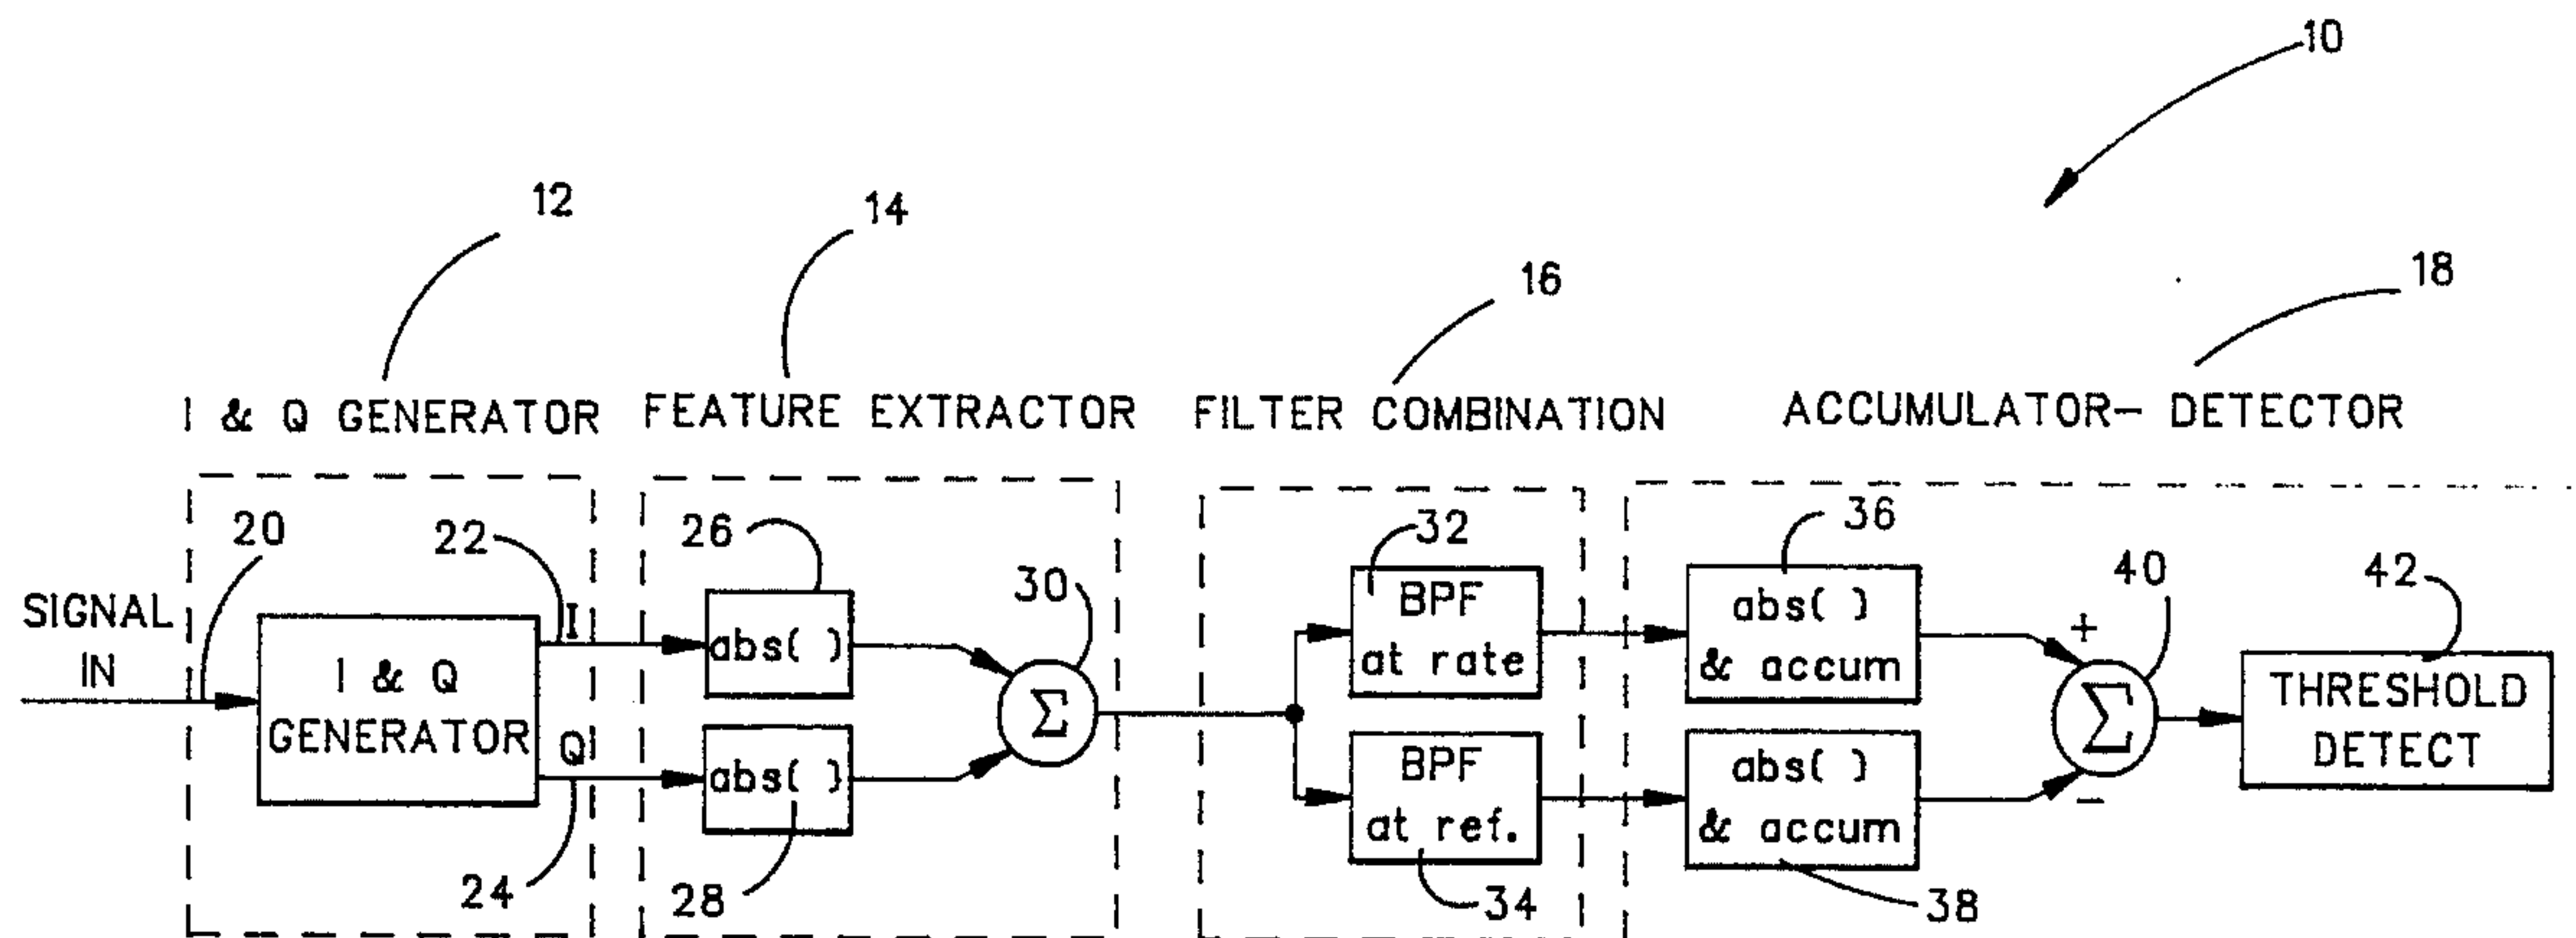 10
12
14
16
18
I & Q GENERATOR
FEATURE EXTRACTOR
FILTER COMBINATION
ACCUMULATOR- DETECTOR
20
22
26
30
32
36
40
42
SIGNAL
IN
I & Q
GENERATOR
I
Q
abs( )
abs( )
Σ
BPF
at rate
BPF
at ref.
abs( )
& accum
abs( )
& accum
+
Σ
−
THRESHOLD
DETECT
24
28
34
38